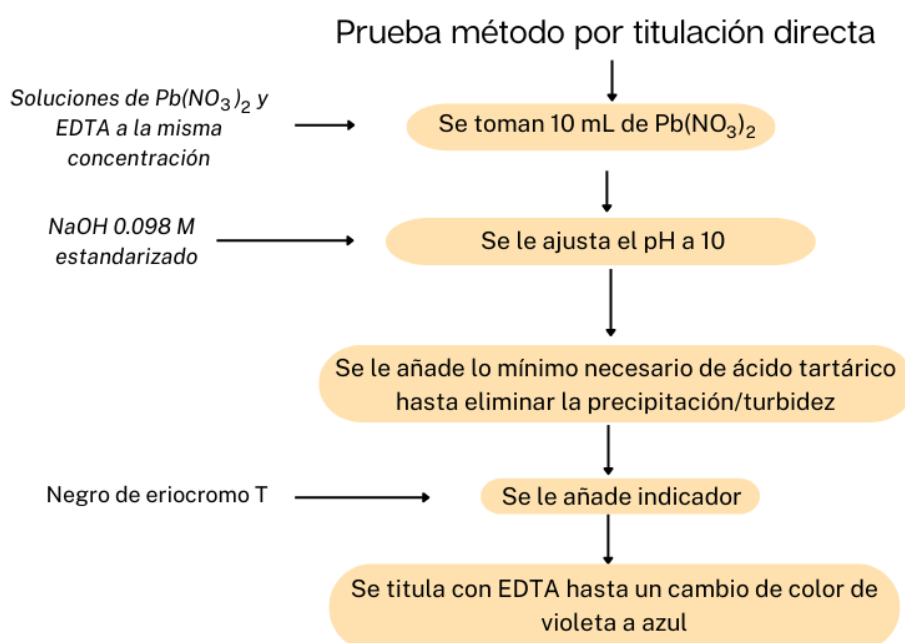 Prueba método por titulación directa
Soluciones de Pb(NO₃)₂ y
EDTA a la misma
concentración
Se toman 10 mL de Pb(NO₃)₂
NaOH 0.098 M
estandarizado
Se le ajusta el pH a 10
Se le añade lo mínimo necesario de ácido tartárico
hasta eliminar la precipitación/turbidez
Negro de eriocromo T
Se le añade indicador
Se titula con EDTA hasta un cambio de color de
violeta a azul